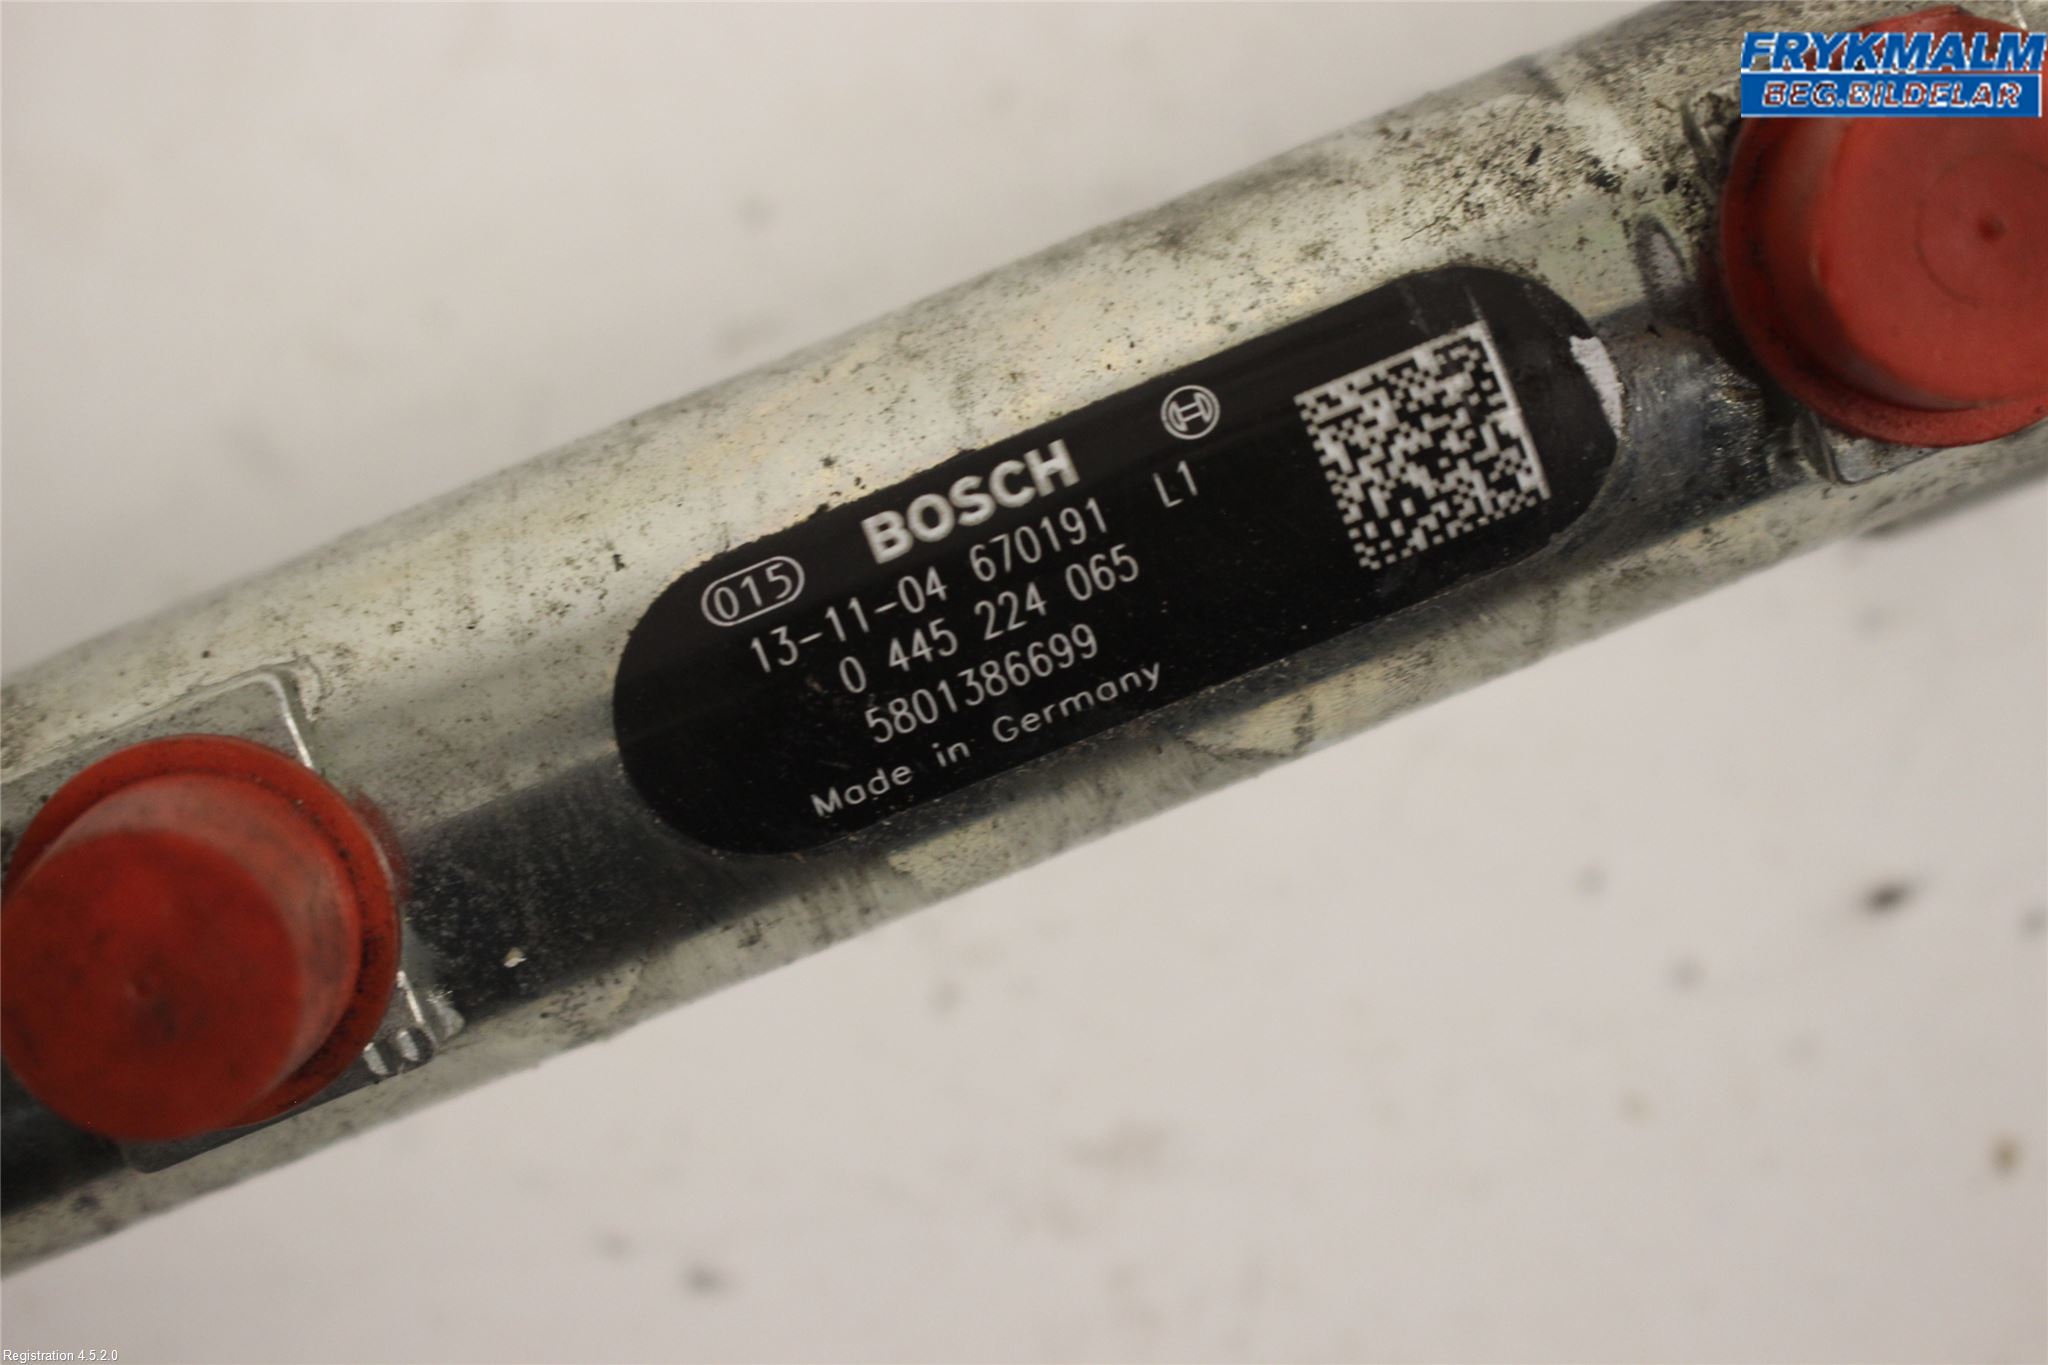 FRYKMALM
BEG.BILDELAR
015 BOSCH
13-11-04 670191 L1
0 445 224 065
5801386699
Made in Germany
Registration 4.5.2.0